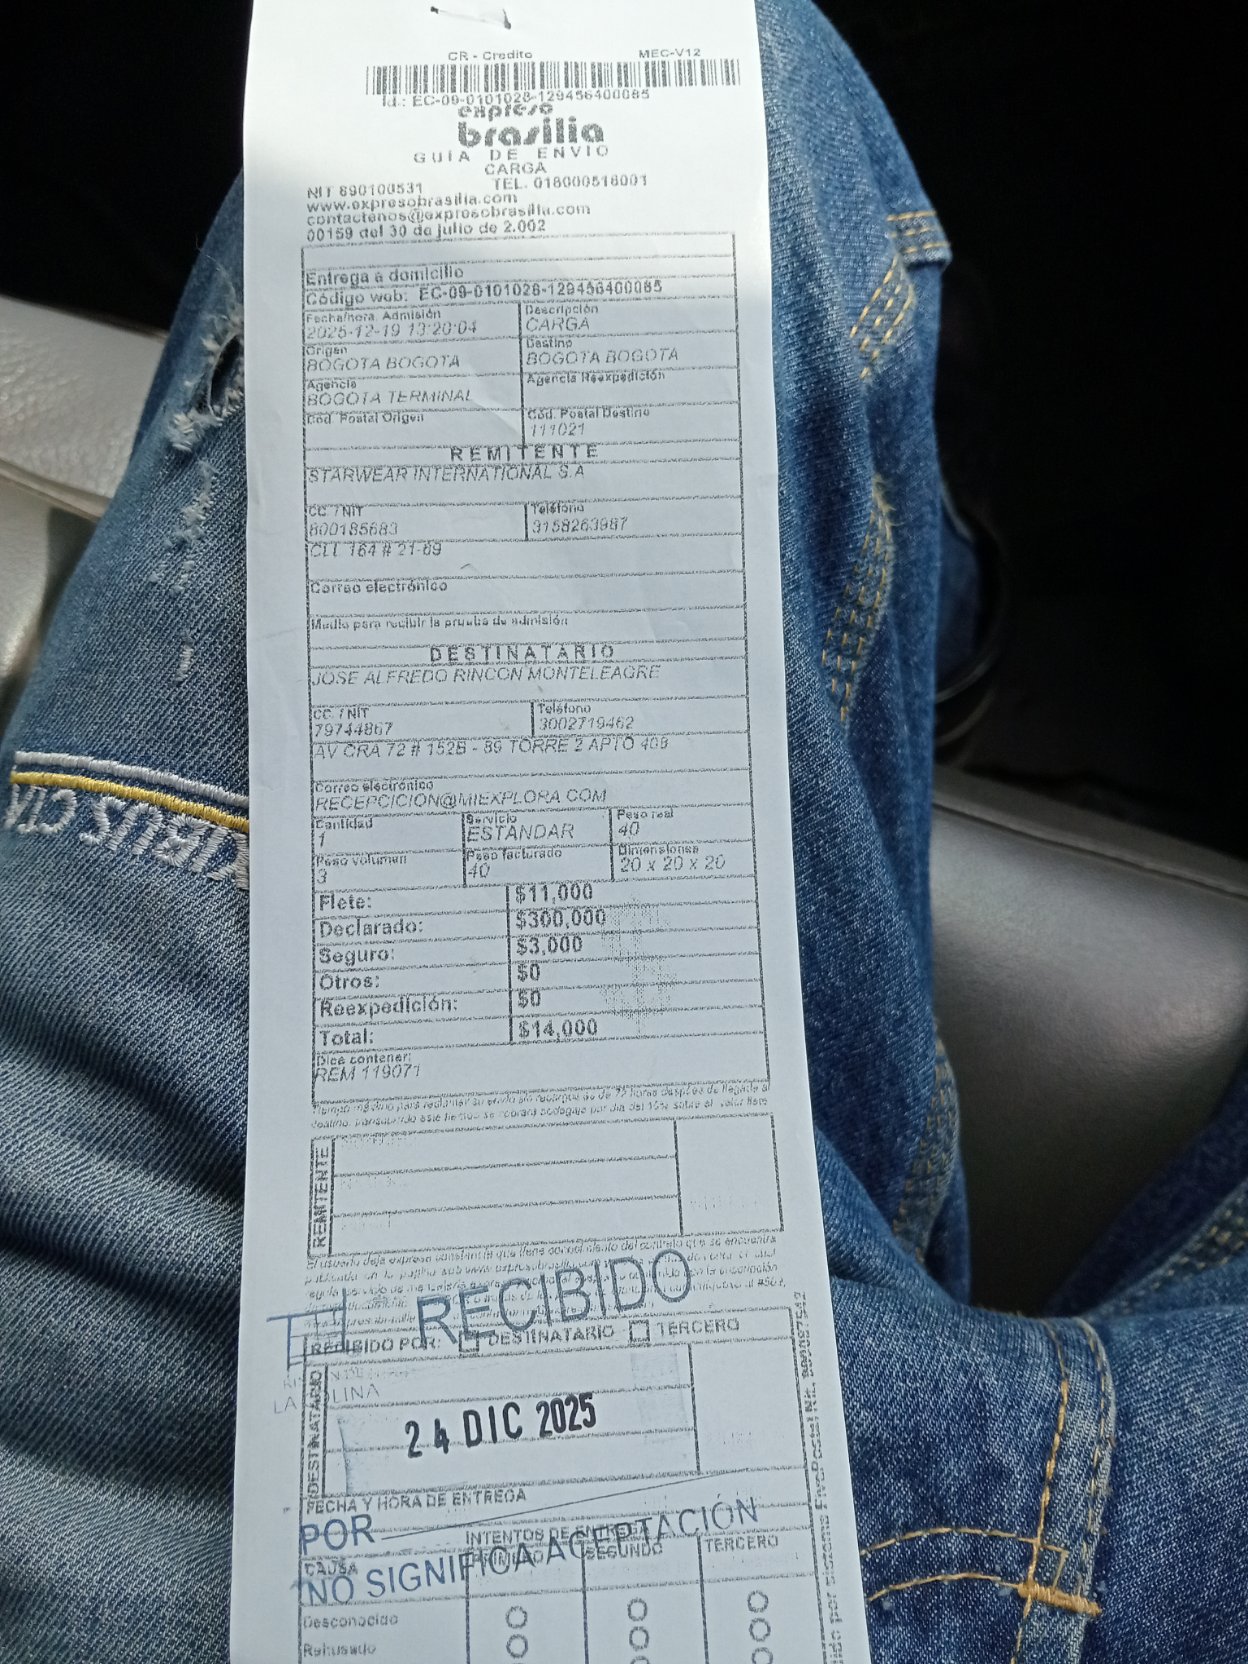 CR - Credito MEC-V12
Id.: EC-09-0101028-129456400085
expreso
brasilia
GUIA DE ENVIO
CARGA
NIT 890100531 TEL. 018000518001
www.expresobrasilia.com
contactenos@expresobrasilia.com
00159 del 30 de julio de 2.002
Entrega a domicilio
Código web: EC-09-0101028-129456400085
Fecha/hora. Admisión Descripción
2025-12-19 13:20:04 CARGA
Origen Destino
BOGOTA BOGOTA BOGOTA BOGOTA
Agencia Agencia Reexpedición
BOGOTA TERMINAL
Cód. Postal Origen Cód. Postal Destino
111021
REMITENTE
STARWEAR INTERNATIONAL S.A
CC / NIT Teléfono
800185683 3158263987
CLL 164 # 21-69
Correo electrónico
Medio para recibir la prueba de admisión
DESTINATARIO
JOSE ALFREDO RINCON MONTELEAGRE
CC / NIT Teléfono
79744867 3002719462
AV CRA 72 # 152B - 89 TORRE 2 APTO 409
Correo electrónico
RECEPCICION@MIEXPLORA.COM
Cantidad Servicio Peso real
1 ESTANDAR 40
Peso volumen Peso facturado Dimensiones
3 40 20 x 20 x 20
Flete: $11,000
Declarado: $300,000
Seguro: $3,000
Otros: $0
Reexpedición: $0
Total: $14,000
Dice contener:
REM 119071
REMITENTE
RECIBIDO
RECIBIDO POR: DESTINATARIO TERCERO
DESTINATARIO
24 DIC 2025
FECHA Y HORA DE ENTREGA
POR
INTENTOS DE
CAUSA SEGUNDO TERCERO
NO SIGNIFICA ACEPTACIÓN
Desconocido
Rehusado
KIRIUS CIA